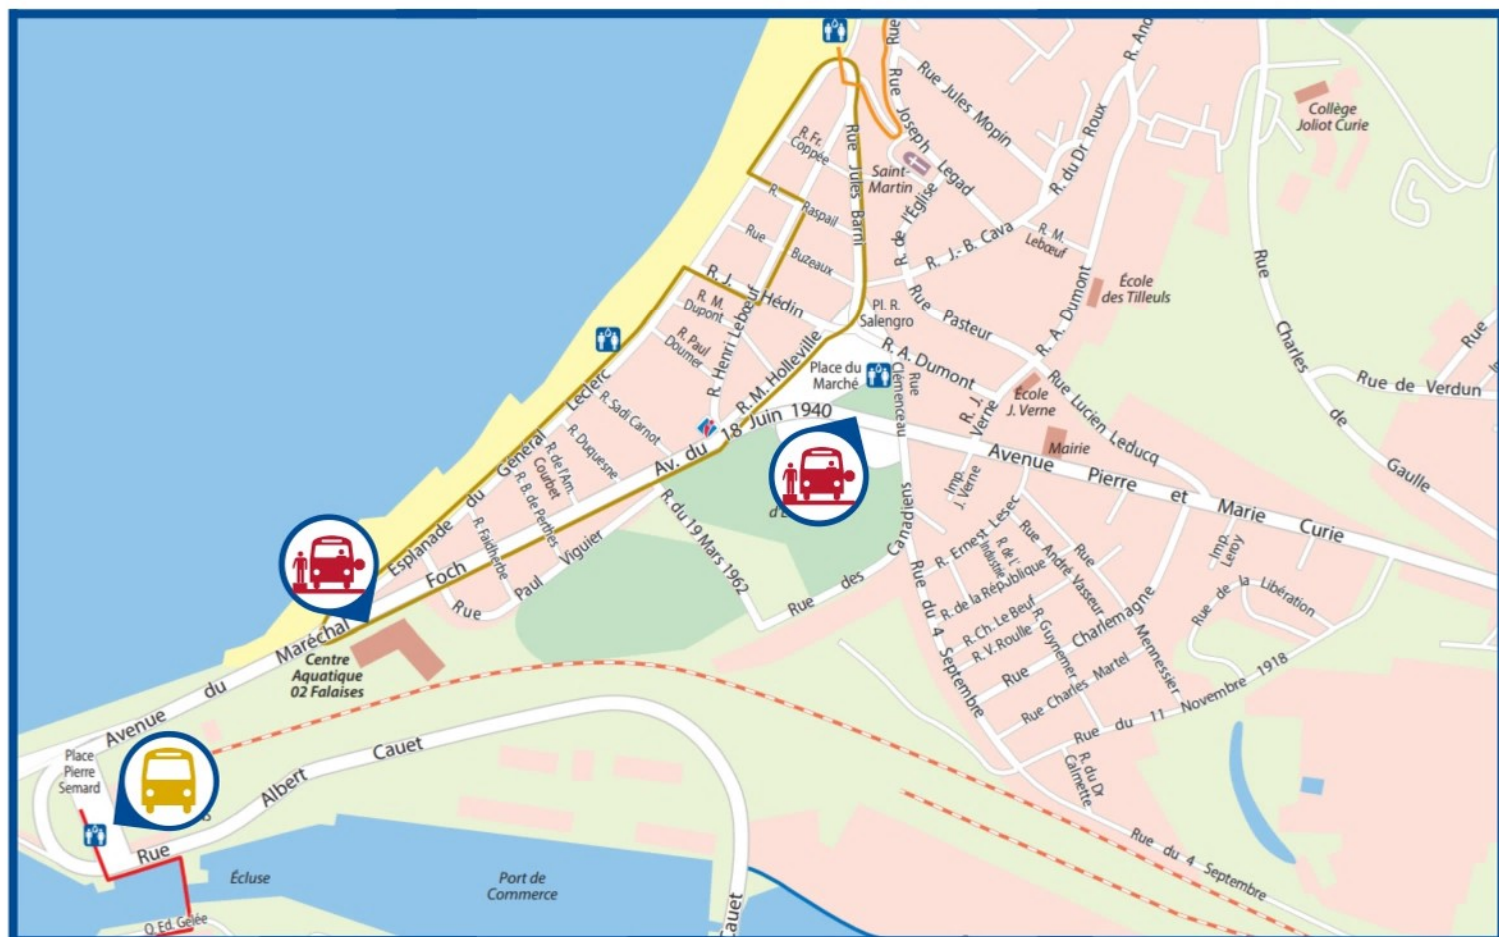 Rue
R. And
Rue Jules Mopin
Rue Joseph Legad
Collège
Joliot Curie
R. du Dr Roux
R. Fr.
Coppée
Rue Jules Barni
Saint-
Martin
R. de l'Église
R.
Raspail
Rue
Buzeaux
R. J.-B. Cava
R. M.
Lebœuf
École
des Tilleuls
Rue Charles de Gaulle
R. J. Hédin
R. M.
Dupont
R. Paul
Doumer
R. Henri Lebœuf
R. M. Holleville
Pl. R.
Salengro
Rue Pasteur
R. A. Dumont
R. A. Dumont
Place du
Marché
Rue
Clémenceau
R. J.
Verne
École
J. Verne
Rue Lucien Leducq
Rue de Verdun
Rue
Mairie
Esplanade du Général Leclerc
R. Sadi Carnot
R. Duquesne
R. de l'Am.
Courbet
R. B. de Perthes
R. Faidherbe
Av. du 18 Juin 1940
Avenue Pierre et Marie Curie
Imp.
J. Verne
Rue des Canadiens
R. du 19 Mars 1962
Rue Paul Viguier
Avenue du Maréchal Foch
R. Ernest Lesec
R. de L'
Industrie
Rue André Vasseur
Rue Mennessier
Imp.
Leroy
Rue de la Libération
R. de la République
R. Ch. Le Beuf
R. V. Roulle
R. Guynemer
Rue Charlemagne
Rue Charles Martel
Rue du 11 Novembre 1918
R. du Dr
Calmette
Rue du 4 Septembre
Rue du 4 Septembre
Centre
Aquatique
02 Falaises
Place
Pierre
Semard
Rue Albert Cauet
Cauet
Écluse
Port de
Commerce
Q. Ed. Gelée